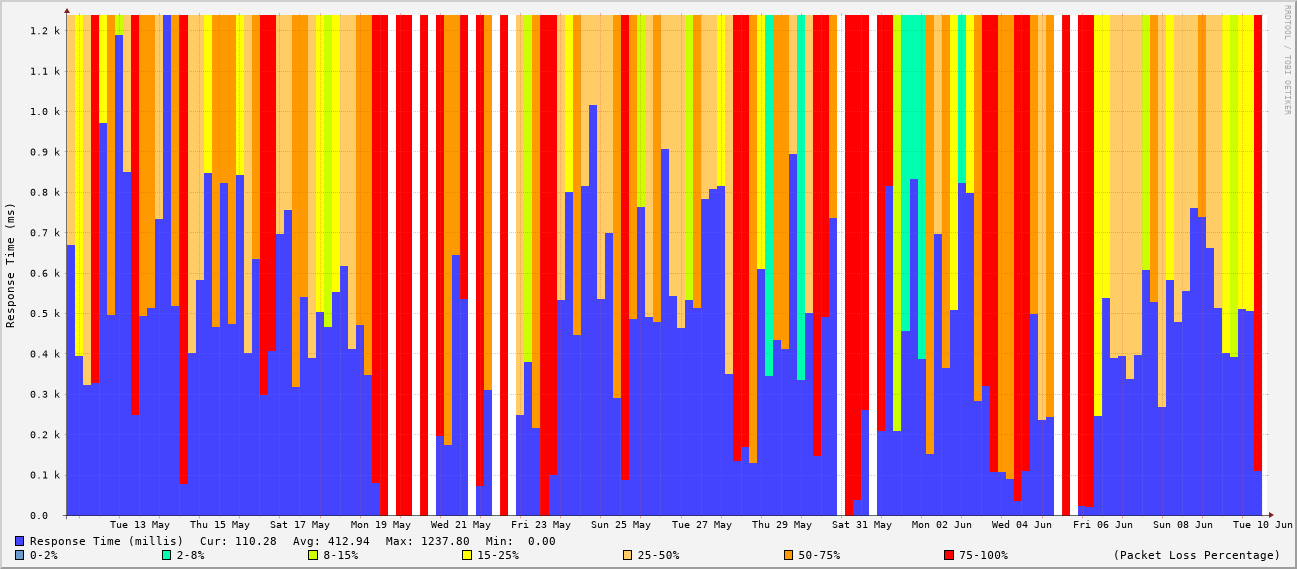 RRDTOOL / TOBI OETIKER
Response Time (ms)
1.2 k
1.1 k
1.0 k
0.9 k
0.8 k
0.7 k
0.6 k
0.5 k
0.4 k
0.3 k
0.2 k
0.1 k
0.0
Tue 13 May Thu 15 May Sat 17 May Mon 19 May Wed 21 May Fri 23 May Sun 25 May Tue 27 May Thu 29 May Sat 31 May Mon 02 Jun Wed 04 Jun Fri 06 Jun Sun 08 Jun Tue 10 Jun
Response Time (millis) Cur: 110.28 Avg: 412.94 Max: 1237.80 Min: 0.00
0-2% 2-8% 8-15% 15-25% 25-50% 50-75% 75-100% (Packet Loss Percentage)